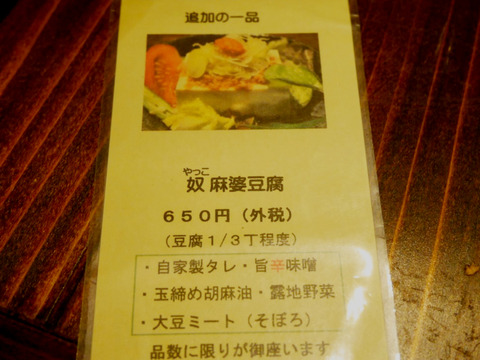 追加の一品
やっこ
奴 麻婆豆腐
650円（外税）
（豆腐1/3丁程度）
・自家製タレ・旨辛味噌
・玉締め胡麻油・露地野菜
・大豆ミート（そぼろ）
品数に限りが御座います